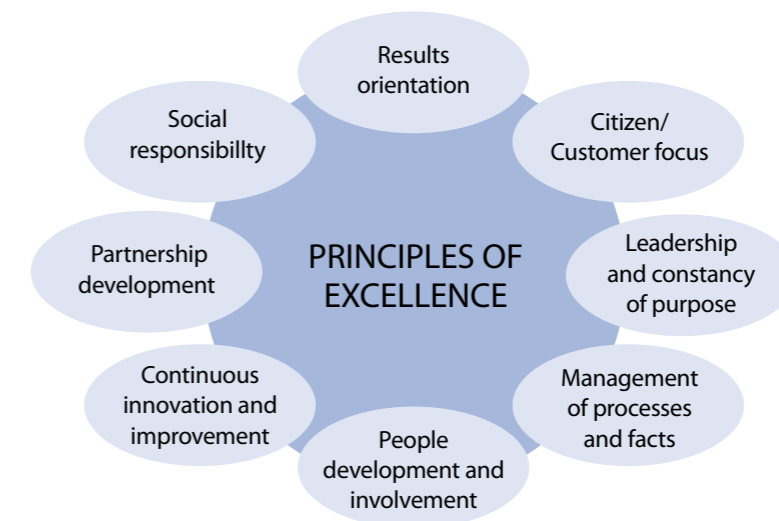 Results
orientation
Citizen/
Customer focus
Leadership
and constancy
of purpose
Management
of processes
and facts
People
development and
involvement
Continuous
innovation and
improvement
Partnership
development
Social
responsibillty
PRINCIPLES OF
EXCELLENCE